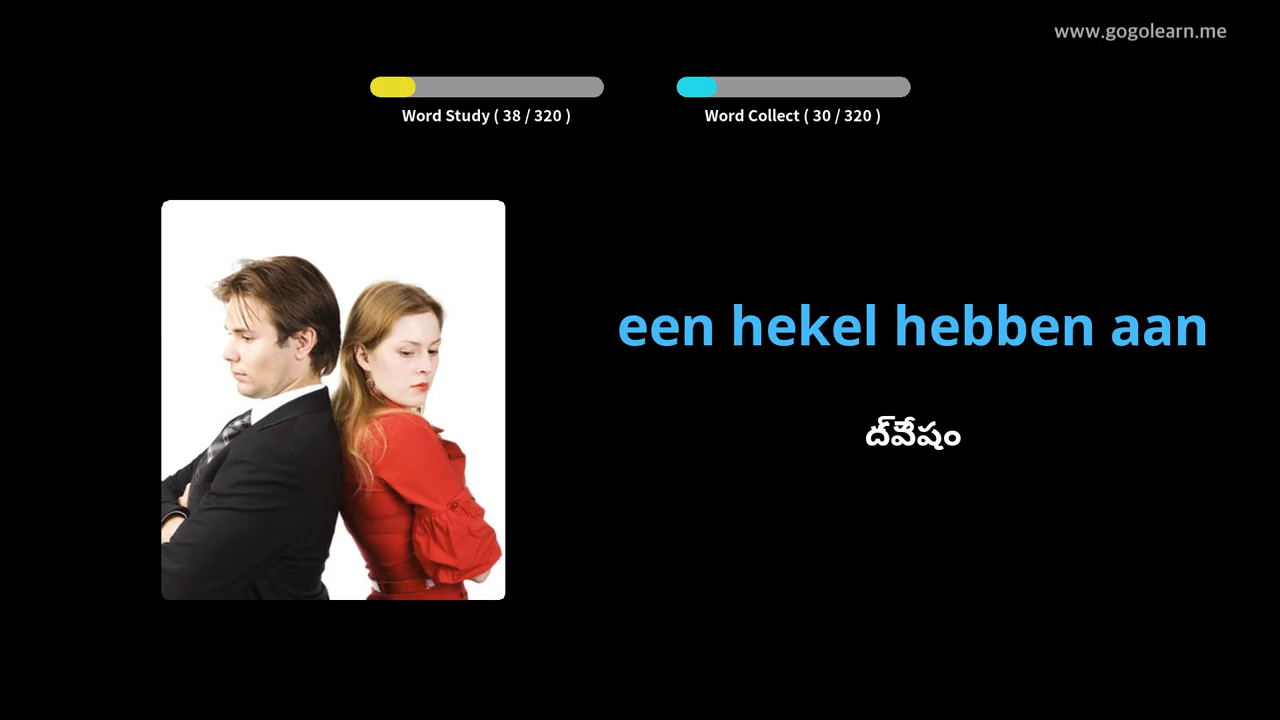 www.gogolearn.me
Word Study ( 38 / 320 )
Word Collect ( 30 / 320 )
een hekel hebben aan
ద్వేషం